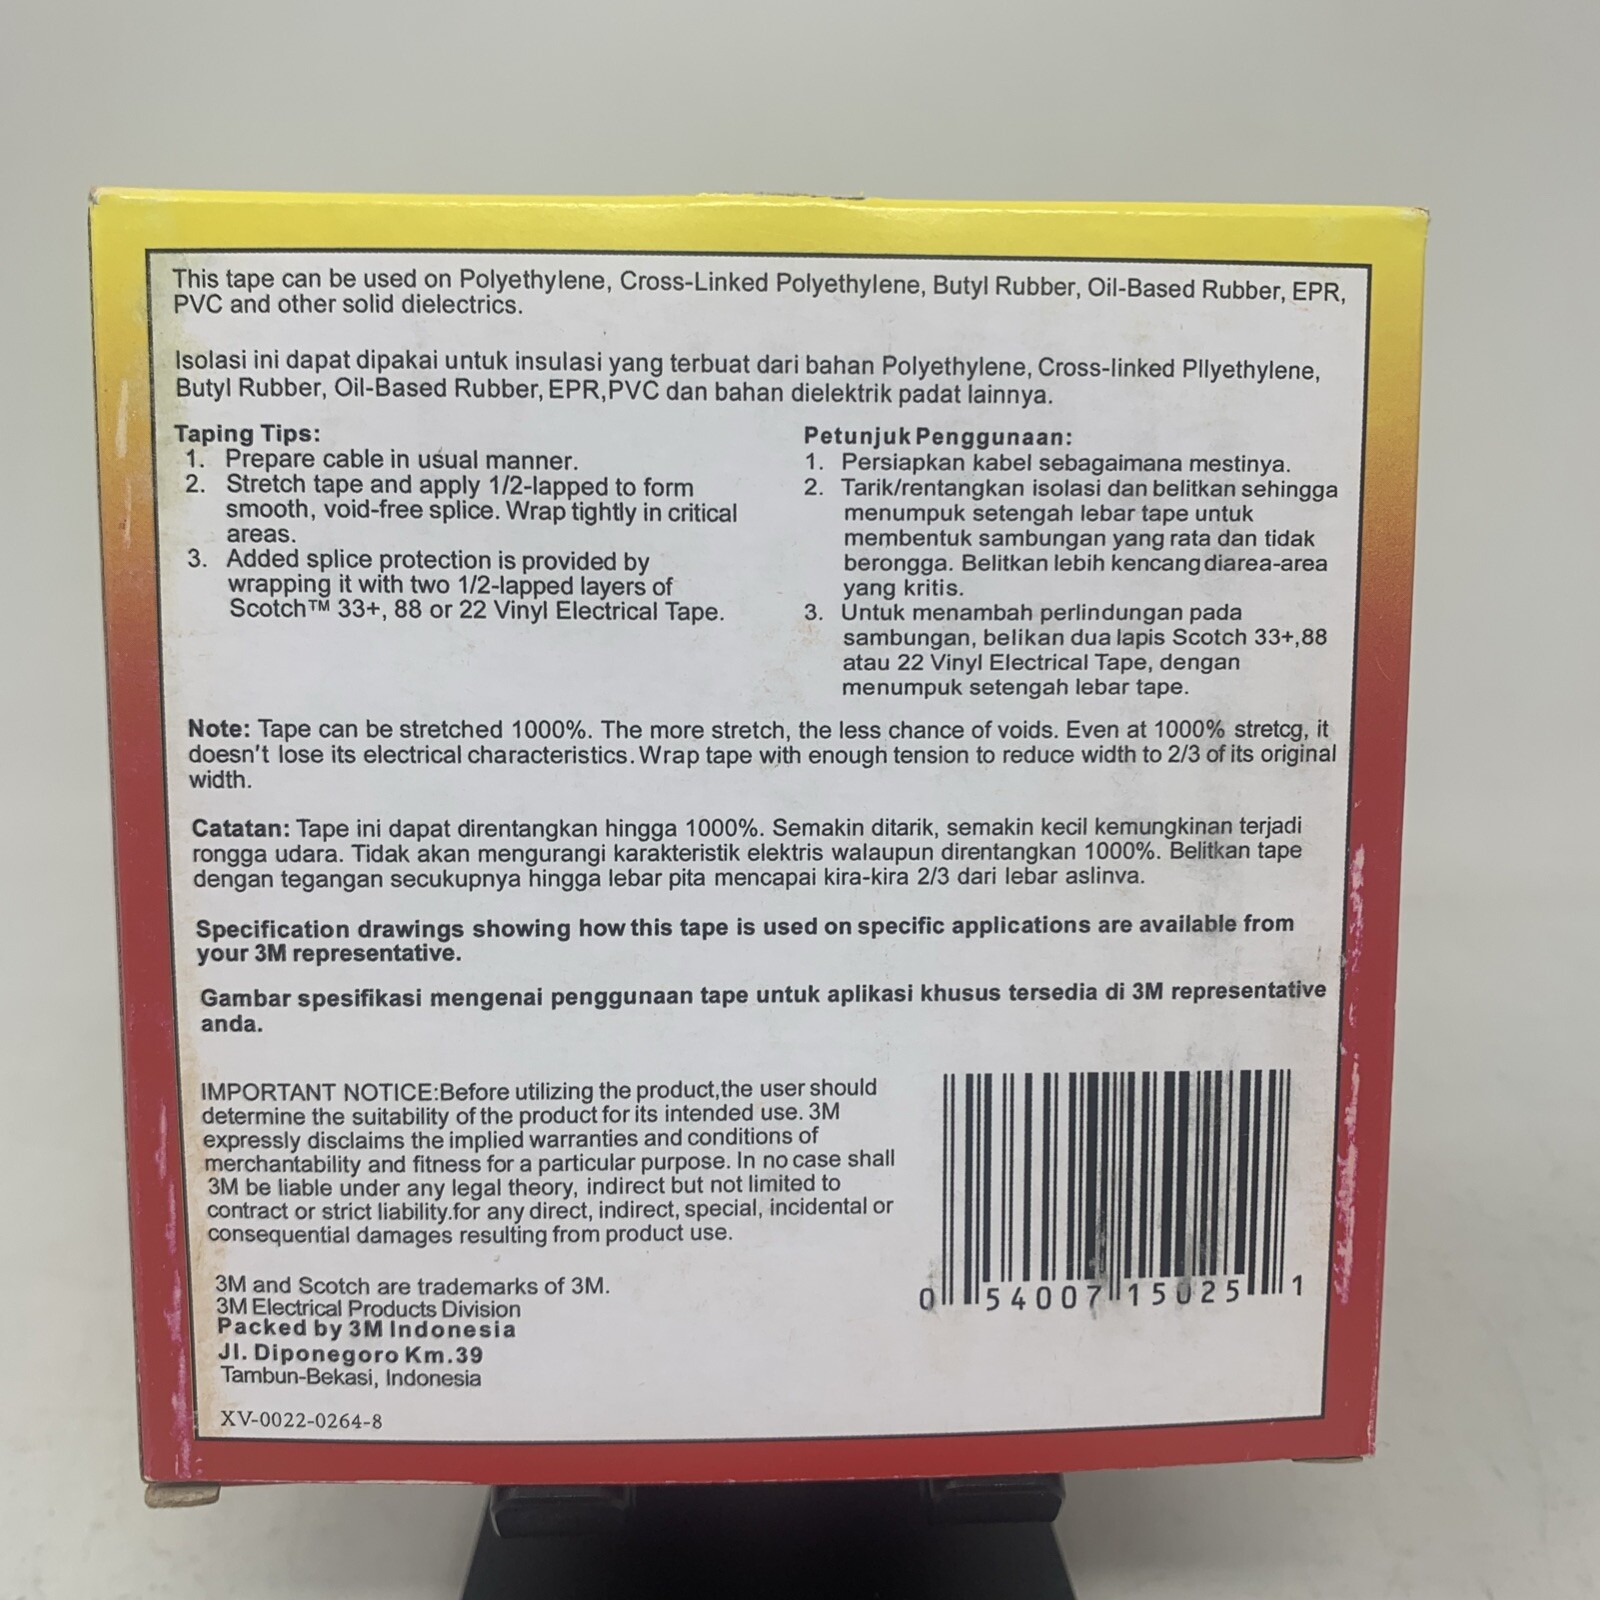 This tape can be used on Polyethylene, Cross-Linked Polyethylene, Butyl Rubber, Oil-Based Rubber, EPR,
PVC and other solid dielectrics.
Isolasi ini dapat dipakai untuk insulasi yang terbuat dari bahan Polyethylene, Cross-linked Pllyethylene,
Butyl Rubber, Oil-Based Rubber, EPR,PVC dan bahan dielektrik padat lainnya.
Taping Tips:
1. Prepare cable in usual manner.
2. Stretch tape and apply 1/2-lapped to form
smooth, void-free splice. Wrap tightly in critical
areas.
3. Added splice protection is provided by
wrapping it with two 1/2-lapped layers of
Scotch™ 33+, 88 or 22 Vinyl Electrical Tape.
Petunjuk Penggunaan:
1. Persiapkan kabel sebagaimana mestinya.
2. Tarik/rentangkan isolasi dan belitkan sehingga
menumpuk setengah lebar tape untuk
membentuk sambungan yang rata dan tidak
berongga. Belitkan lebih kencang diarea-area
yang kritis.
3. Untuk menambah perlindungan pada
sambungan, belikan dua lapis Scotch 33+,88
atau 22 Vinyl Electrical Tape, dengan
menumpuk setengah lebar tape.
Note: Tape can be stretched 1000%. The more stretch, the less chance of voids. Even at 1000% stretcg, it
doesn't lose its electrical characteristics. Wrap tape with enough tension to reduce width to 2/3 of its original
width.
Catatan: Tape ini dapat direntangkan hingga 1000%. Semakin ditarik, semakin kecil kemungkinan terjadi
rongga udara. Tidak akan mengurangi karakteristik elektris walaupun direntangkan 1000%. Belitkan tape
dengan tegangan secukupnya hingga lebar pita mencapai kira-kira 2/3 dari lebar aslinva.
Specification drawings showing how this tape is used on specific applications are available from
your 3M representative.
Gambar spesifikasi mengenai penggunaan tape untuk aplikasi khusus tersedia di 3M representative
anda.
IMPORTANT NOTICE:Before utilizing the product,the user should
determine the suitability of the product for its intended use. 3M
expressly disclaims the implied warranties and conditions of
merchantability and fitness for a particular purpose. In no case shall
3M be liable under any legal theory, indirect but not limited to
contract or strict liability.for any direct, indirect, special, incidental or
consequential damages resulting from product use.
3M and Scotch are trademarks of 3M.
3M Electrical Products Division
Packed by 3M Indonesia
Jl. Diponegoro Km.39
Tambun-Bekasi, Indonesia
XV-0022-0264-8
0 54007 15025 1